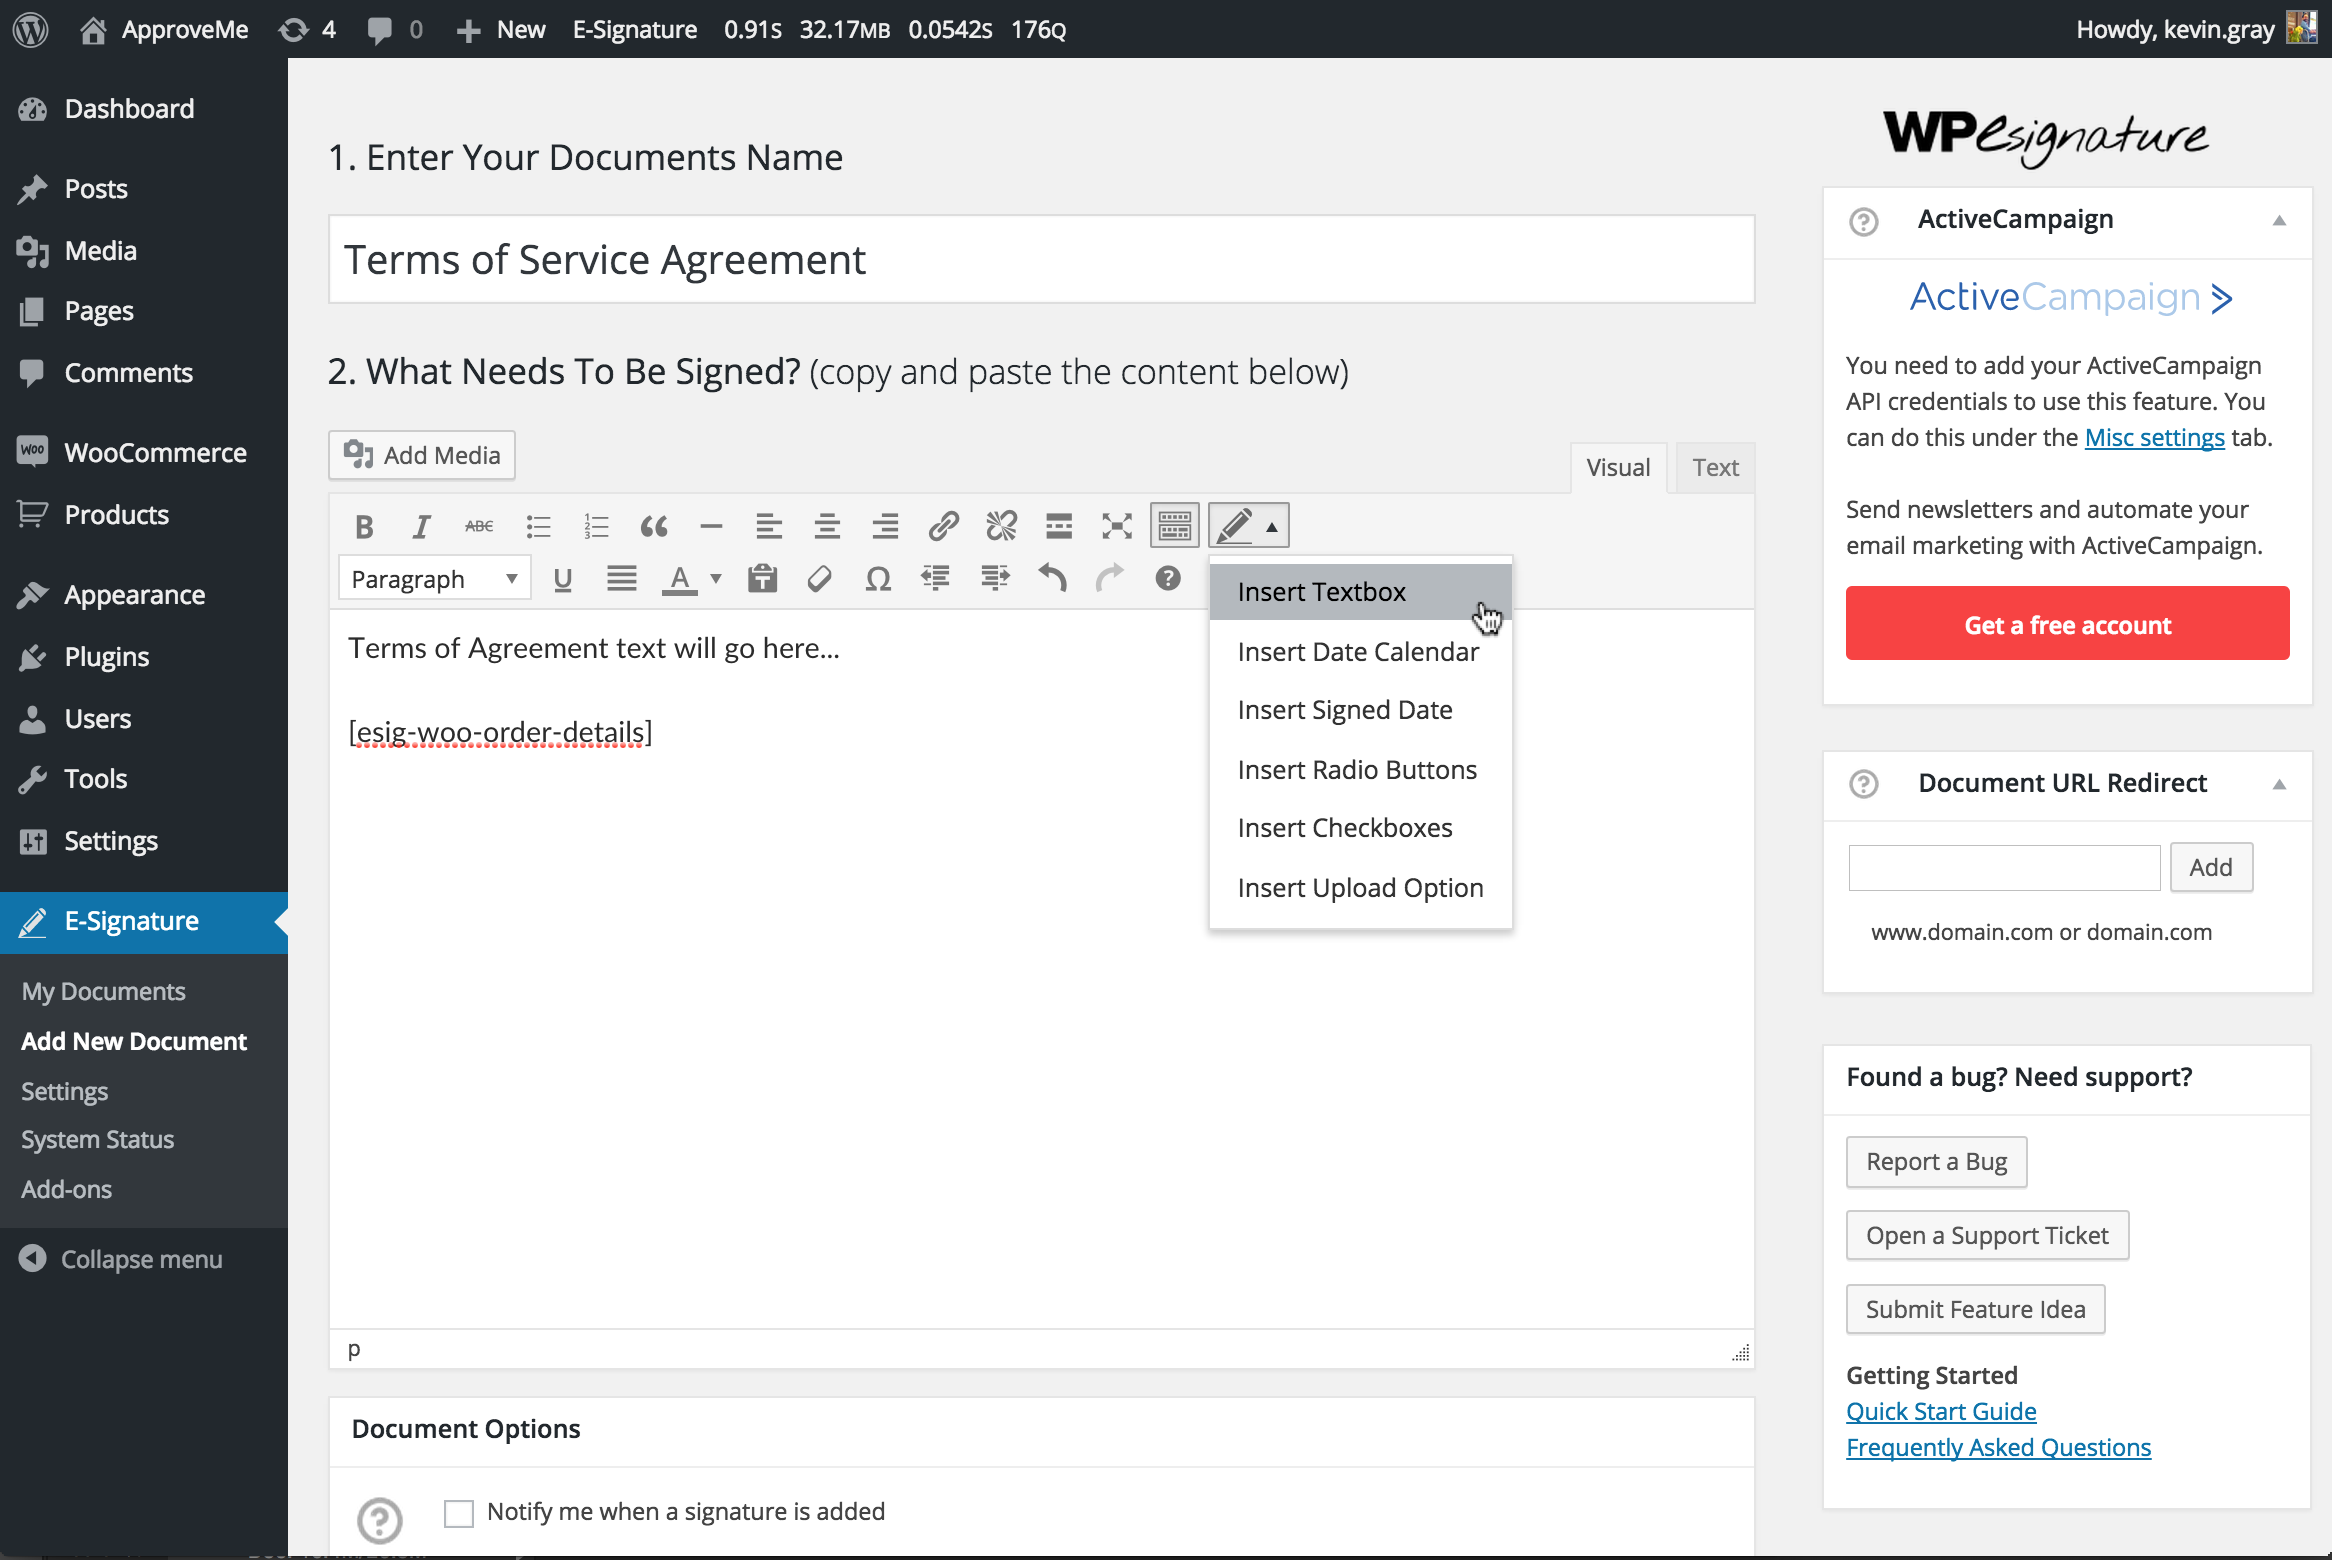 ApproveMe 4 0 New E-Signature 0.91S 32.17MB 0.0542S 176Q Howdy, kevin.gray
Dashboard
Posts
Media
Pages
Comments
WOO WooCommerce
Products
Appearance
Plugins
Users
Tools
Settings
E-Signature
My Documents
Add New Document
Settings
System Status
Add-ons
Collapse menu
1. Enter Your Documents Name
Terms of Service Agreement
2. What Needs To Be Signed? (copy and paste the content below)
Add Media
Visual Text
B I ABC
Paragraph U A Ω ?
Insert Textbox
Insert Date Calendar
Insert Signed Date
Insert Radio Buttons
Insert Checkboxes
Insert Upload Option
Terms of Agreement text will go here...
[esig-woo-order-details]
p
Document Options
? Notify me when a signature is added
WPesignature
? ActiveCampaign
ActiveCampaign >
You need to add your ActiveCampaign
API credentials to use this feature. You
can do this under the Misc settings tab.
Send newsletters and automate your
email marketing with ActiveCampaign.
Get a free account
? Document URL Redirect
Add
www.domain.com or domain.com
Found a bug? Need support?
Report a Bug
Open a Support Ticket
Submit Feature Idea
Getting Started
Quick Start Guide
Frequently Asked Questions